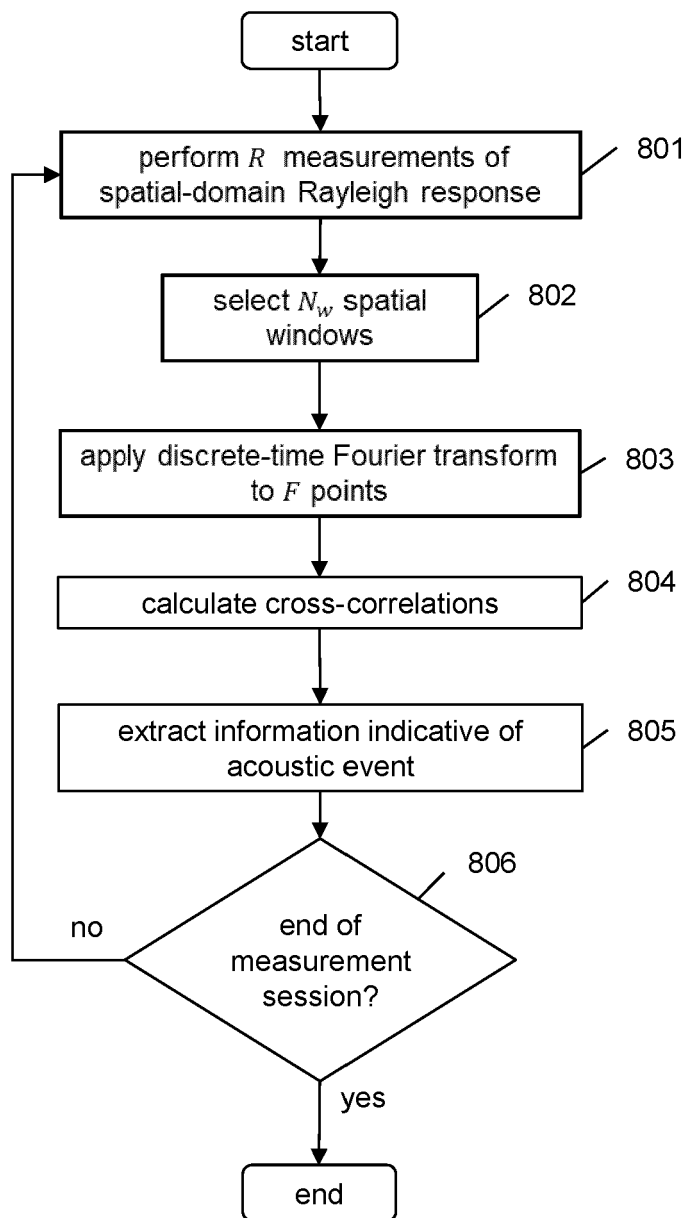 start
perform R measurements of
spatial-domain Rayleigh response
801
select N_w spatial
windows
802
apply discrete-time Fourier transform
to F points
803
calculate cross-correlations
804
extract information indicative of
acoustic event
805
806
end of
measurement
session?
no
yes
end